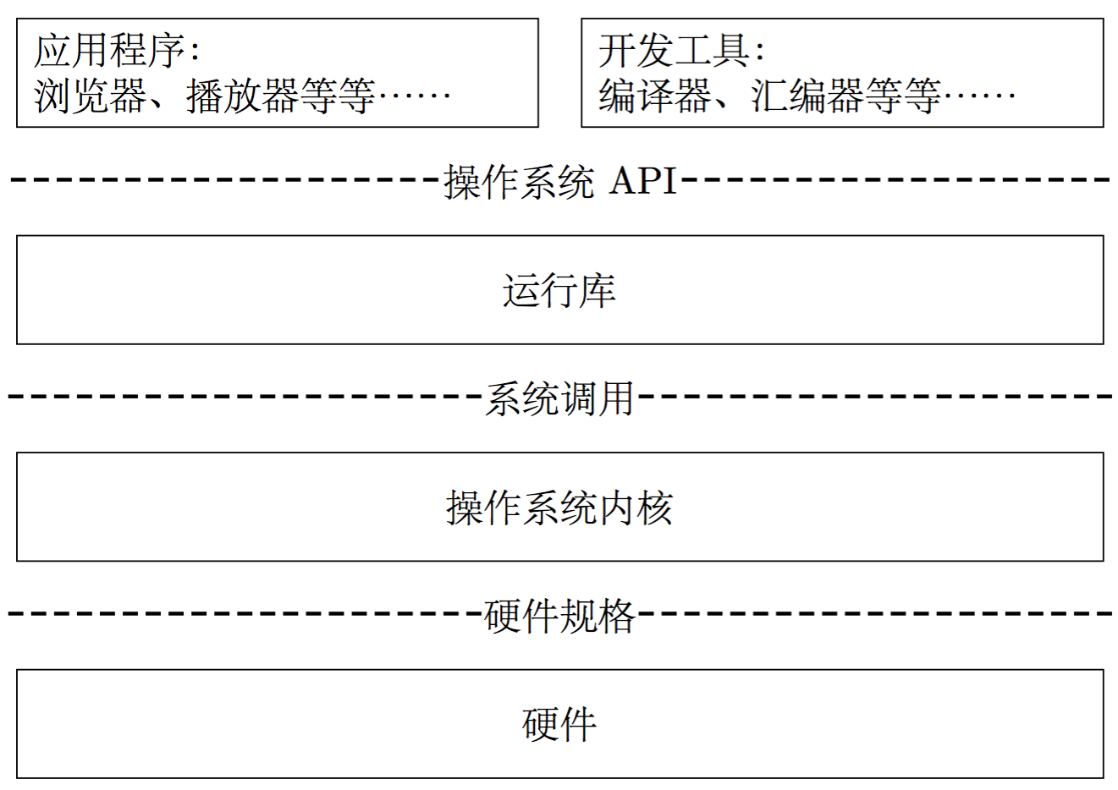 应用程序:
浏览器、播放器等等……
开发工具:
编译器、汇编器等等……
操作系统 API
运行库
系统调用
操作系统内核
硬件规格
硬件